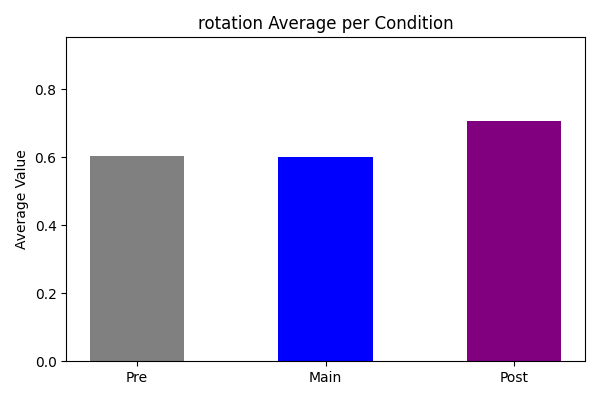 rotation Average per Condition
Average Value
0.8
0.6
0.4
0.2
0.0
Pre
Main
Post